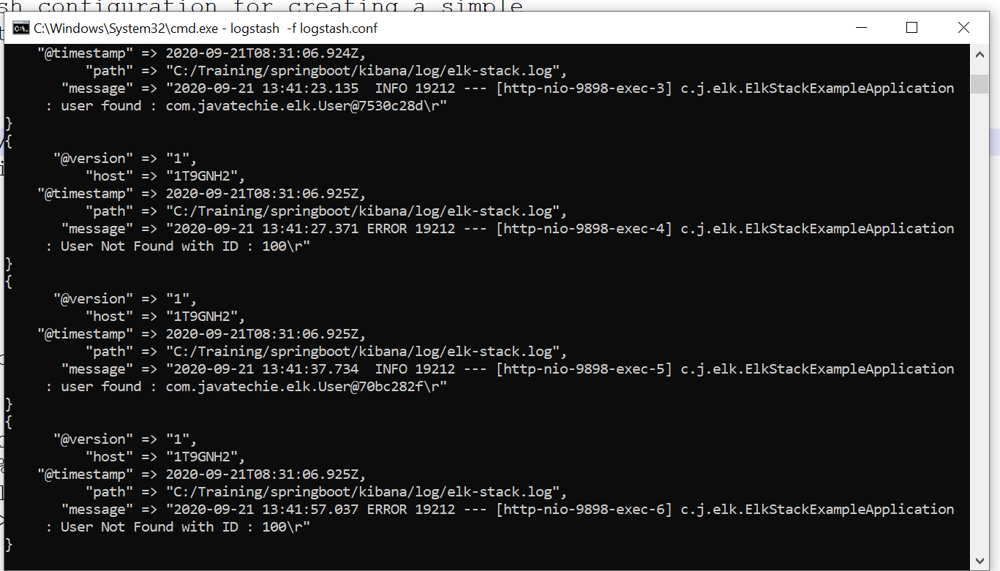 sh configuration for creating a simple
C:\Windows\System32\cmd.exe - logstash  -f logstash.conf
"@timestamp" => 2020-09-21T08:31:06.924Z,
"path" => "C:/Training/springboot/kibana/log/elk-stack.log",
"message" => "2020-09-21 13:41:23.135  INFO 19212 --- [http-nio-9898-exec-3] c.j.elk.ElkStackExampleApplication
: user found : com.javatechie.elk.User@7530c28d\r"
}
{
"@version" => "1",
"host" => "1T9GNH2",
"@timestamp" => 2020-09-21T08:31:06.925Z,
"path" => "C:/Training/springboot/kibana/log/elk-stack.log",
"message" => "2020-09-21 13:41:27.371 ERROR 19212 --- [http-nio-9898-exec-4] c.j.elk.ElkStackExampleApplication
: User Not Found with ID : 100\r"
}
{
"@version" => "1",
"host" => "1T9GNH2",
"@timestamp" => 2020-09-21T08:31:06.925Z,
"path" => "C:/Training/springboot/kibana/log/elk-stack.log",
"message" => "2020-09-21 13:41:37.734  INFO 19212 --- [http-nio-9898-exec-5] c.j.elk.ElkStackExampleApplication
: user found : com.javatechie.elk.User@70bc282f\r"
}
{
"@version" => "1",
"host" => "1T9GNH2",
"@timestamp" => 2020-09-21T08:31:06.925Z,
"path" => "C:/Training/springboot/kibana/log/elk-stack.log",
"message" => "2020-09-21 13:41:57.037 ERROR 19212 --- [http-nio-9898-exec-6] c.j.elk.ElkStackExampleApplication
: User Not Found with ID : 100\r"
}